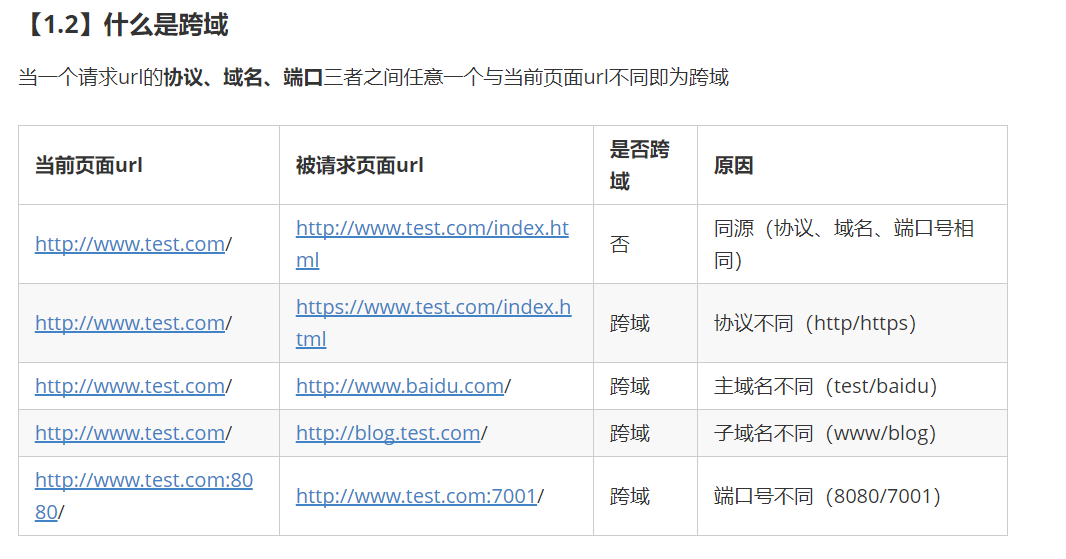 【1.2】什么是跨域
当一个请求url的协议、域名、端口三者之间任意一个与当前页面url不同即为跨域
当前页面url
被请求页面url
是否跨
域
原因
http://www.test.com/
http://www.test.com/index.ht
ml
否
同源（协议、域名、端口号相
同）
http://www.test.com/
https://www.test.com/index.h
tml
跨域
协议不同（http/https）
http://www.test.com/
http://www.baidu.com/
跨域
主域名不同（test/baidu）
http://www.test.com/
http://blog.test.com/
跨域
子域名不同（www/blog）
http://www.test.com:80
80/
http://www.test.com:7001/
跨域
端口号不同（8080/7001）